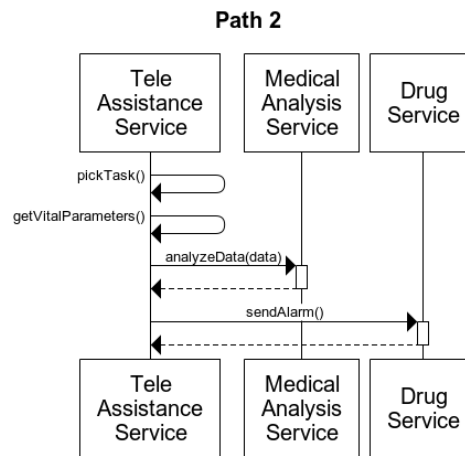 Path 2
Tele
Assistance
Service
Medical
Analysis
Service
Drug
Service
pickTask()
getVitalParameters()
analyzeData(data)
sendAlarm()
Tele
Assistance
Service
Medical
Analysis
Service
Drug
Service